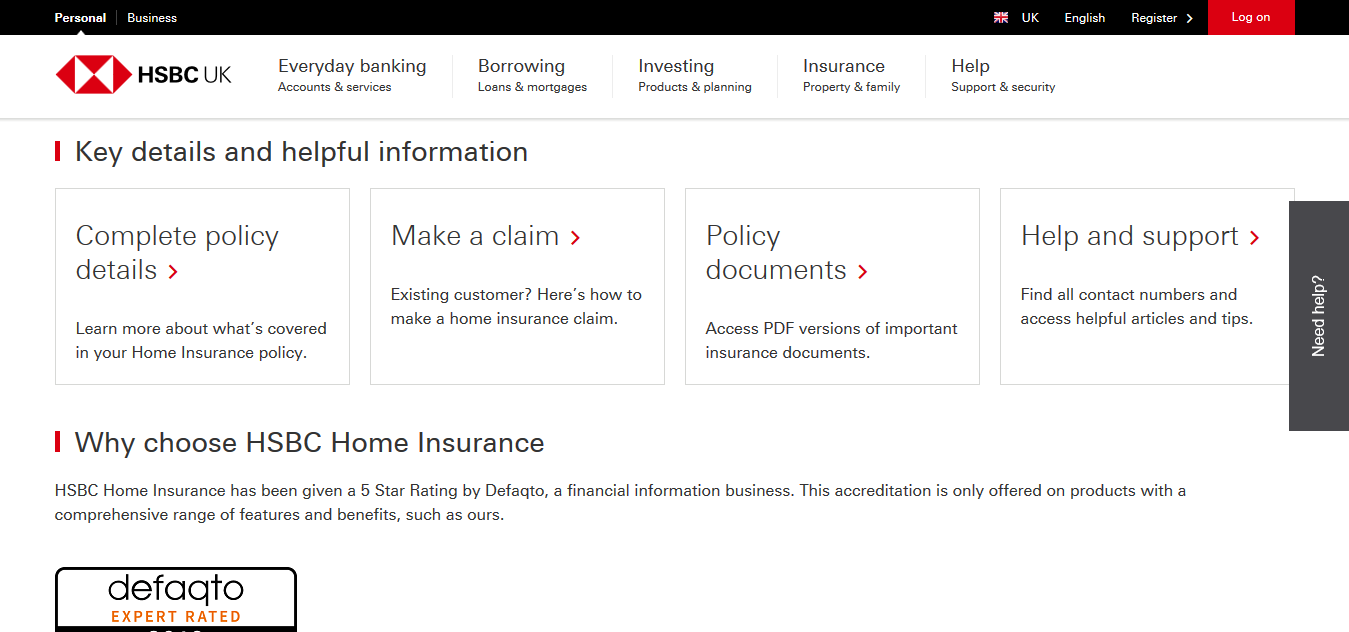 Personal
Business
UK
English
Register
Log on
HSBC UK
Everyday banking
Accounts & services
Borrowing
Loans & mortgages
Investing
Products & planning
Insurance
Property & family
Help
Support & security
Key details and helpful information
Complete policy
details
Learn more about what's covered
in your Home Insurance policy.
Make a claim
Existing customer? Here's how to
make a home insurance claim.
Policy
documents
Access PDF versions of important
insurance documents.
Help and support
Find all contact numbers and
access helpful articles and tips.
Need help?
Why choose HSBC Home Insurance
HSBC Home Insurance has been given a 5 Star Rating by Defaqto, a financial information business. This accreditation is only offered on products with a
comprehensive range of features and benefits, such as ours.
defaqto
EXPERT RATED